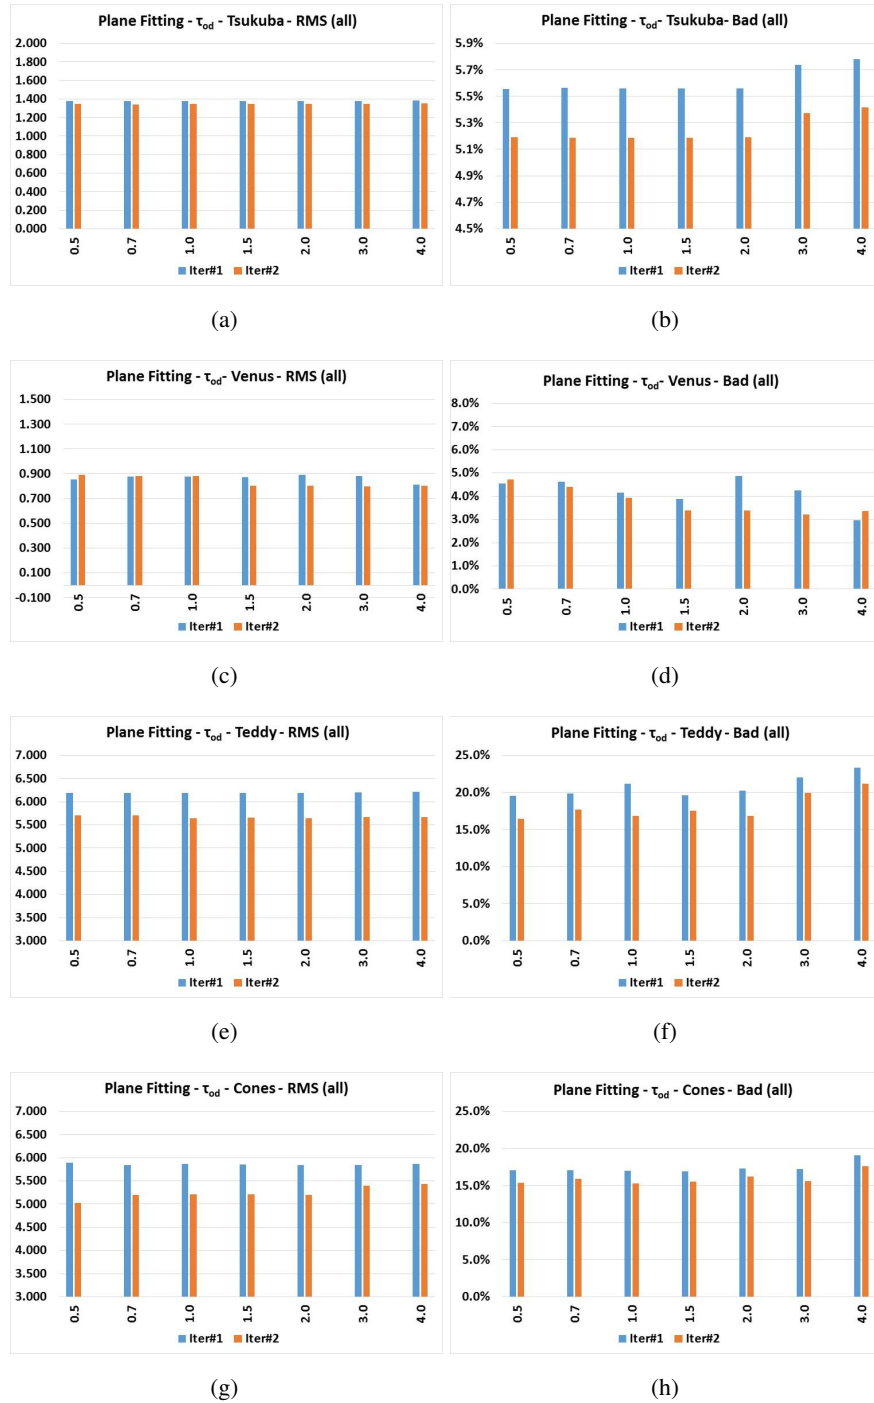 Plane Fitting - τod - Tsukuba - RMS (all)
2.000
1.800
1.600
1.400
1.200
1.000
0.800
0.600
0.400
0.200
0.000
0.5 0.7 1.0 1.5 2.0 3.0 4.0
Iter#1 Iter#2
(a)
Plane Fitting - τod- Tsukuba- Bad (all)
5.9%
5.7%
5.5%
5.3%
5.1%
4.9%
4.7%
4.5%
0.5 0.7 1.0 1.5 2.0 3.0 4.0
Iter#1 Iter#2
(b)
Plane Fitting - τod- Venus - RMS (all)
1.500
1.300
1.100
0.900
0.700
0.500
0.300
0.100
-0.100
0.5 0.7 1.0 1.5 2.0 3.0 4.0
Iter#1 Iter#2
(c)
Plane Fitting - τod- Venus - Bad (all)
8.0%
7.0%
6.0%
5.0%
4.0%
3.0%
2.0%
1.0%
0.0%
0.5 0.7 1.0 1.5 2.0 3.0 4.0
Iter#1 Iter#2
(d)
Plane Fitting - τod - Teddy - RMS (all)
7.000
6.500
6.000
5.500
5.000
4.500
4.000
3.500
3.000
0.5 0.7 1.0 1.5 2.0 3.0 4.0
Iter#1 Iter#2
(e)
Plane Fitting - τod - Teddy - Bad (all)
25.0%
20.0%
15.0%
10.0%
5.0%
0.0%
0.5 0.7 1.0 1.5 2.0 3.0 4.0
Iter#1 Iter#2
(f)
Plane Fitting - τod - Cones - RMS (all)
7.000
6.500
6.000
5.500
5.000
4.500
4.000
3.500
3.000
0.5 0.7 1.0 1.5 2.0 3.0 4.0
Iter#1 Iter#2
(g)
Plane Fitting - τod - Cones - Bad (all)
25.0%
20.0%
15.0%
10.0%
5.0%
0.0%
0.5 0.7 1.0 1.5 2.0 3.0 4.0
Iter#1 Iter#2
(h)